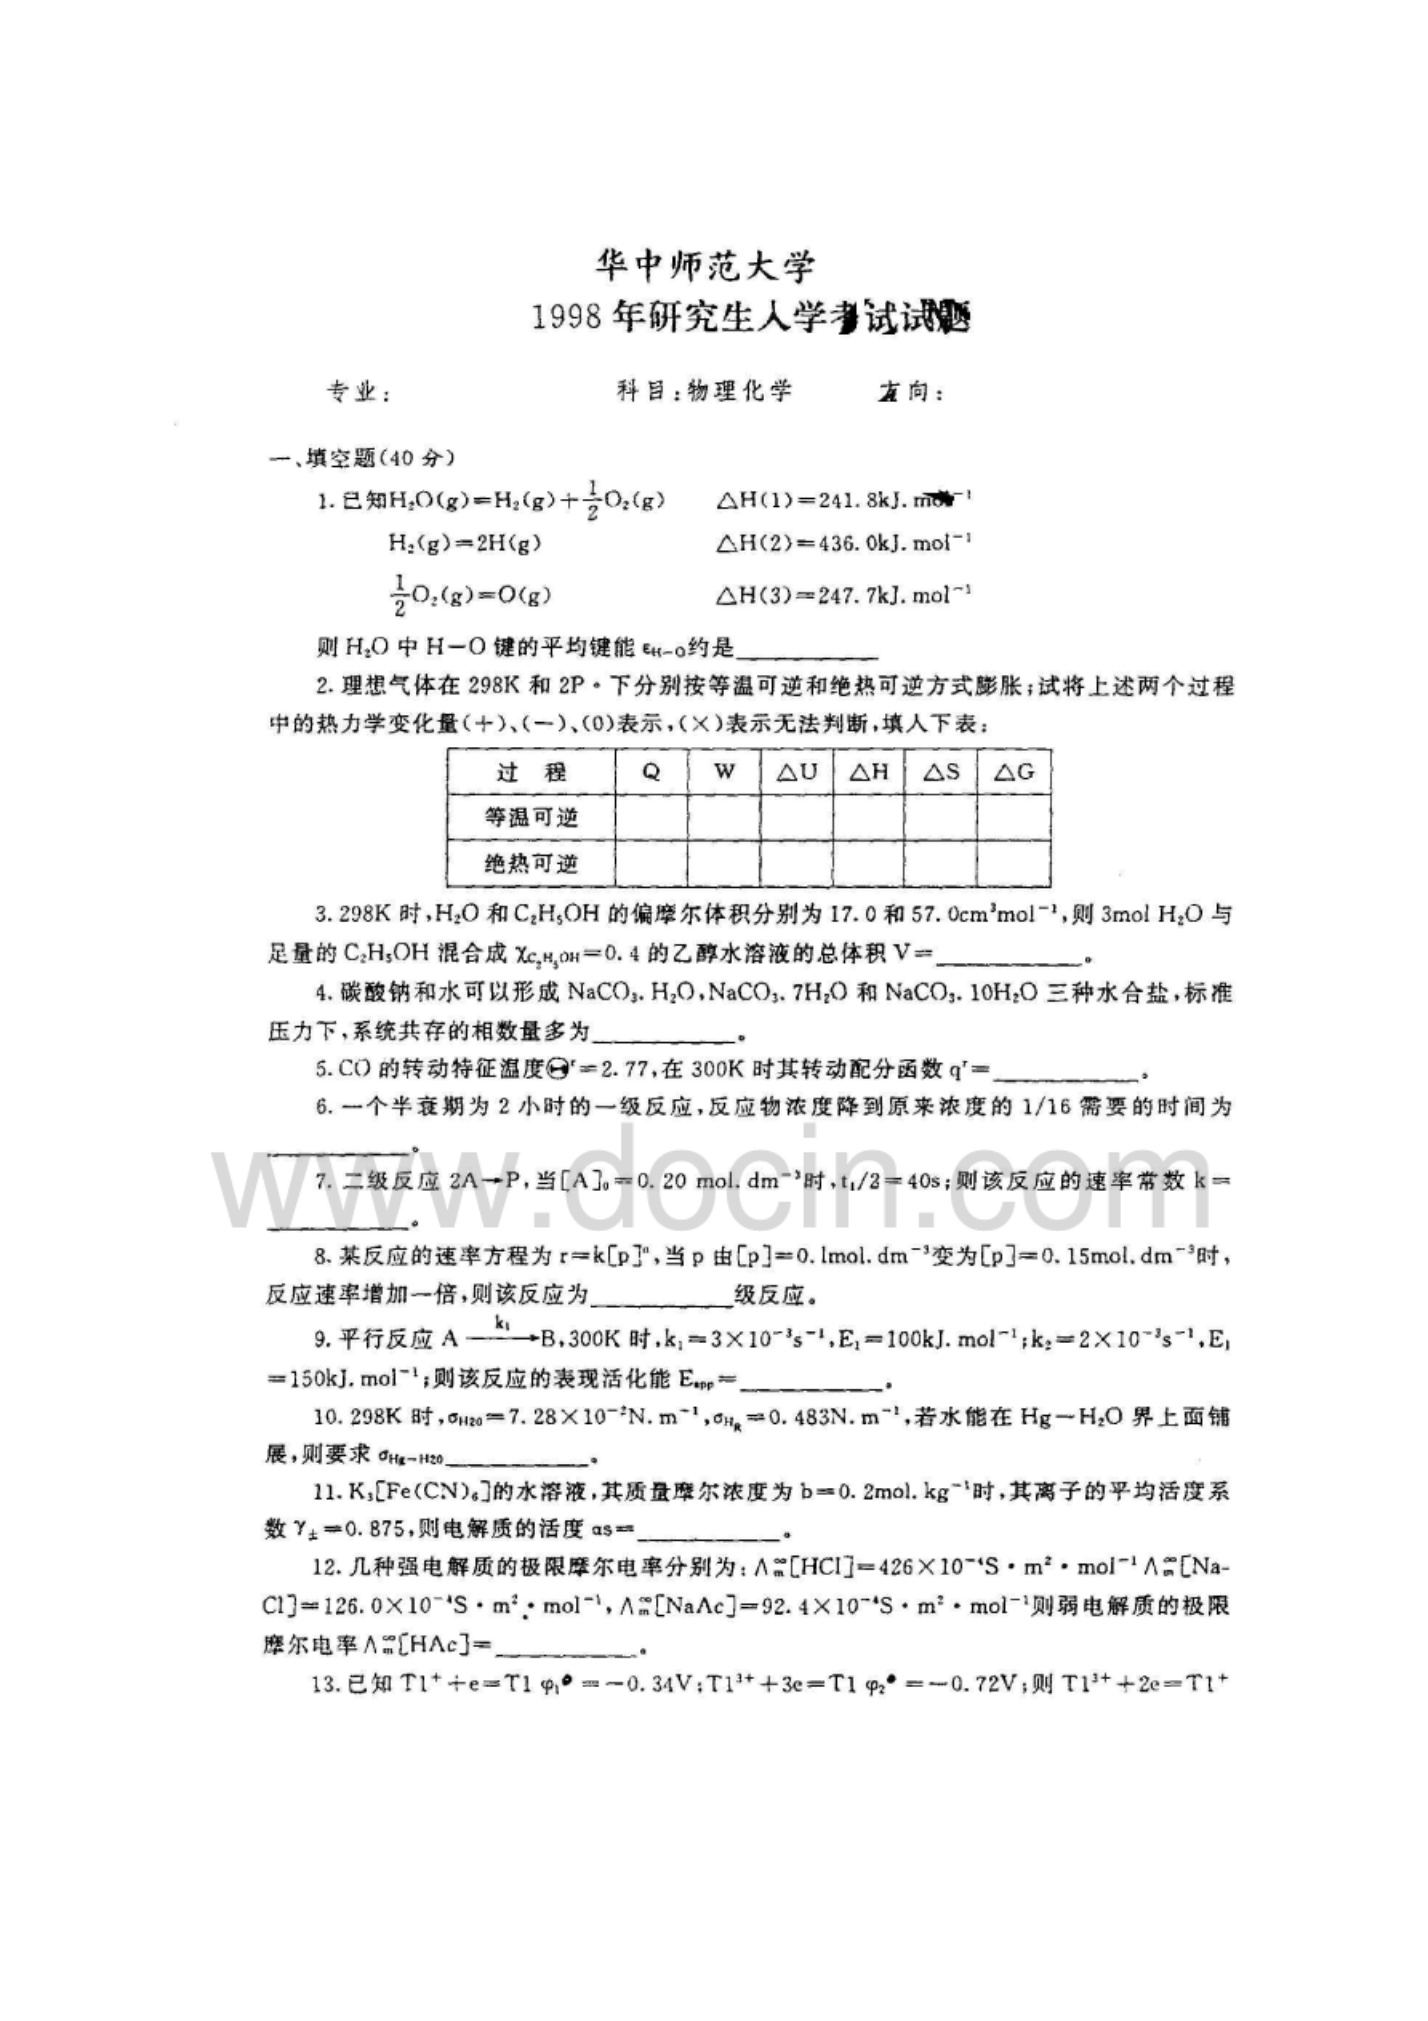 华中师范大学
1998年研究生入学考试试题
专业: 科目:物理化学 方向:
一、填空题(40分)
1.已知H₂O(g)=H₂(g)+1/2O₂(g) △H(1)=241.8kJ.mol⁻¹
H₂(g)=2H(g) △H(2)=436.0kJ.mol⁻¹
1/2O₂(g)=O(g) △H(3)=247.7kJ.mol⁻¹
则H₂O中H-O键的平均键能ε_H-O约是____
2.理想气体在298K和2P·下分别按等温可逆和绝热可逆方式膨胀;试将上述两个过程
中的热力学变化量(+)、(-)、(0)表示,(×)表示无法判断,填入下表:
过 程 Q W △U △H △S △G
等温可逆
绝热可逆
3.298K时,H₂O和C₂H₅OH的偏摩尔体积分别为17.0和57.0cm³mol⁻¹,则3mol H₂O与
足量的C₂H₅OH混合成χ_C₂H₅OH=0.4的乙醇水溶液的总体积V=____。
4.碳酸钠和水可以形成NaCO₃.H₂O,NaCO₃.7H₂O和NaCO₃.10H₂O三种水合盐,标准
压力下,系统共存的相数量多为____。
5.CO的转动特征温度Θʳ=2.77,在300K时其转动配分函数qʳ=____。
6.一个半衰期为2小时的一级反应,反应物浓度降到原来浓度的1/16需要的时间为
____。
7.二级反应2A→P,当[A]₀=0.20 mol.dm⁻³时,t₁/2=40s;则该反应的速率常数k=
____。
8.某反应的速率方程为r=k[p]ⁿ,当p由[p]=0.1mol.dm⁻³变为[p]=0.15mol.dm⁻³时,
反应速率增加一倍,则该反应为____级反应。
9.平行反应A —k₁→B,300K时,k₁=3×10⁻³s⁻¹,E₁=100kJ.mol⁻¹;k₂=2×10⁻³s⁻¹,E₁
=150kJ.mol⁻¹;则该反应的表现活化能E_app=____。
10.298K时,σ_H20=7.28×10⁻²N.m⁻¹,σ_Hg=0.483N.m⁻¹,若水能在Hg-H₂O界上面铺
展,则要求σ_Hg-H20____。
11.K₃[Fe(CN)₆]的水溶液,其质量摩尔浓度为b=0.2mol.kg⁻¹时,其离子的平均活度系
数γ±=0.875,则电解质的活度αs=____。
12.几种强电解质的极限摩尔电率分别为:Λ∞m[HCl]=426×10⁻⁴S·m²·mol⁻¹Λ∞m[Na-
Cl]=126.0×10⁻⁴S·m²·mol⁻¹,Λ∞m[NaAc]=92.4×10⁻⁴S·m²·mol⁻¹则弱电解质的极限
摩尔电率Λ∞m[HAc]=____。
13.已知Tl⁺+e=Tl φ₁°=-0.34V;Tl³⁺+3e=Tl φ₂°=-0.72V;则Tl³⁺+2e=Tl⁺
www.docin.com